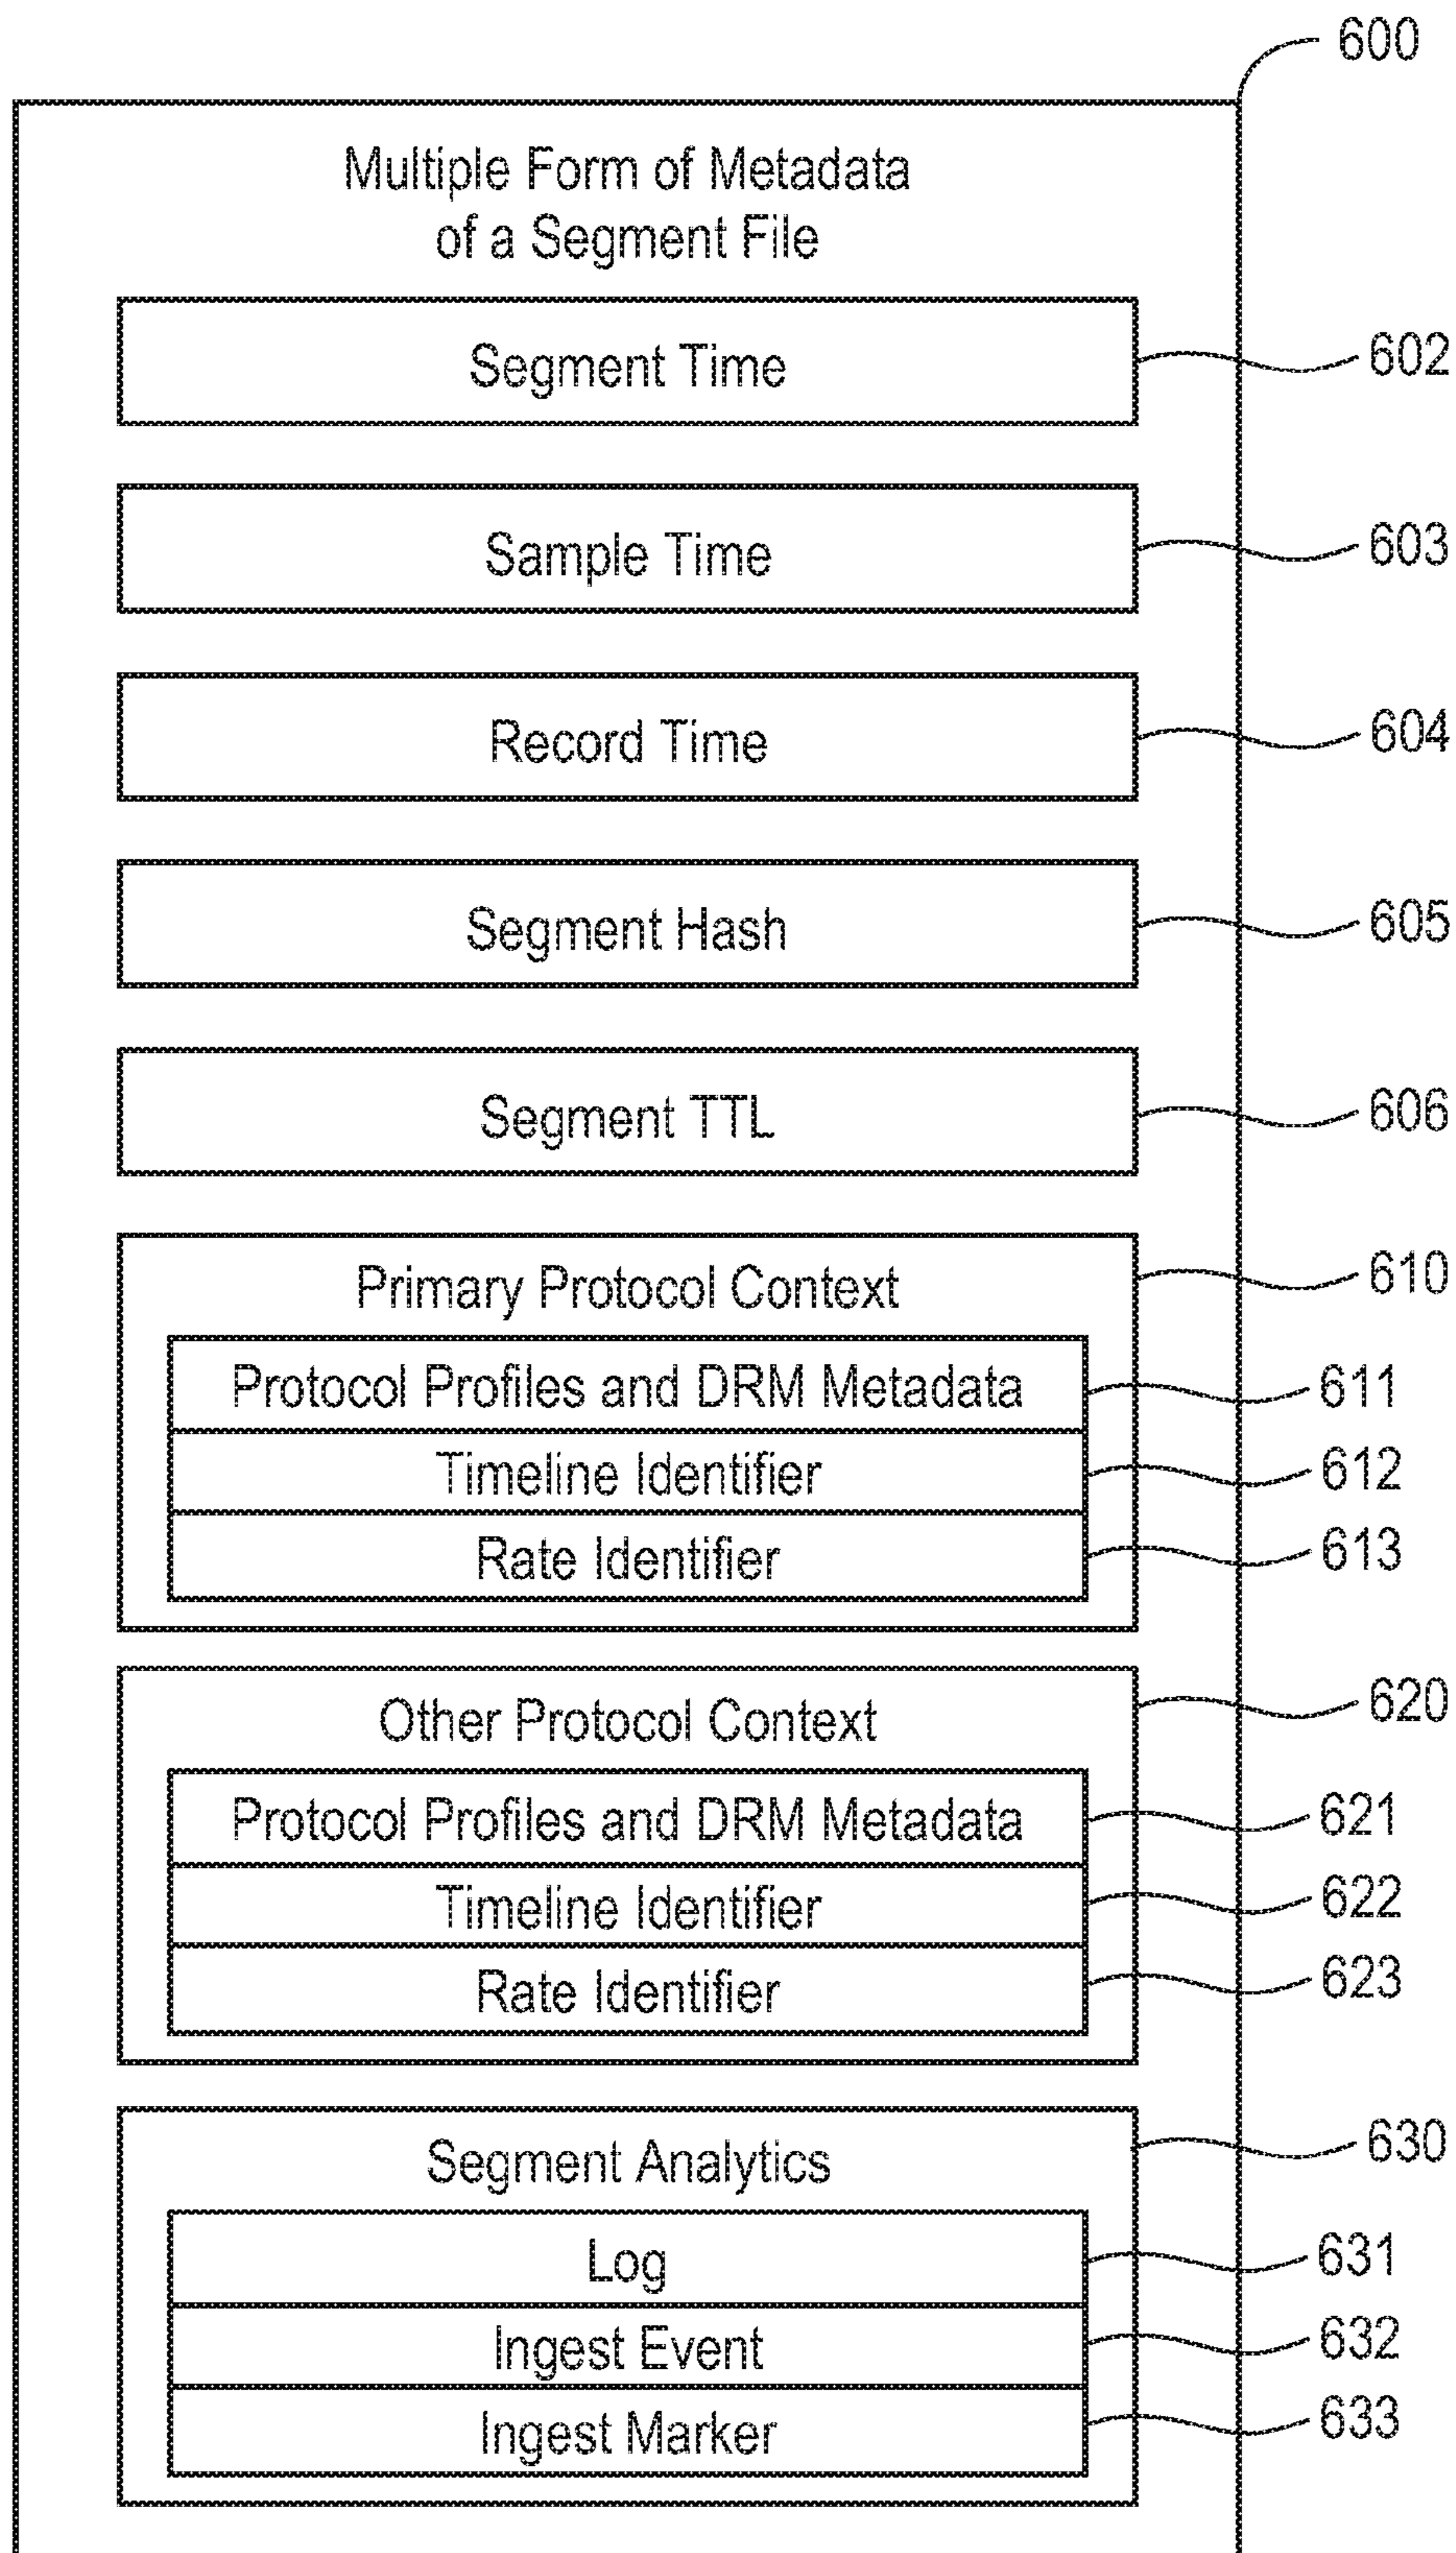 600
Multiple Form of Metadata
of a Segment File
Segment Time 602
Sample Time 603
Record Time 604
Segment Hash 605
Segment TTL 606
Primary Protocol Context 610
Protocol Profiles and DRM Metadata 611
Timeline Identifier 612
Rate Identifier 613
Other Protocol Context 620
Protocol Profiles and DRM Metadata 621
Timeline Identifier 622
Rate Identifier 623
Segment Analytics 630
Log 631
Ingest Event 632
Ingest Marker 633